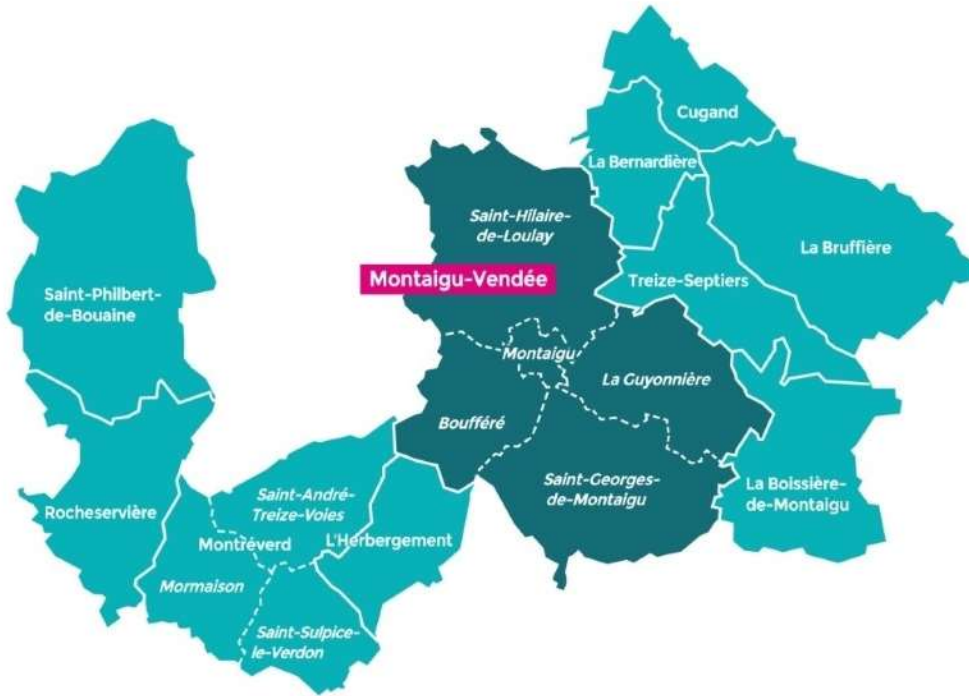 Cugand
La Bernardière
Saint-Hilaire-
de-Loulay
La Bruffière
Montaigu-Vendée
Treize-Septiers
Saint-Philbert-
de-Bouaine
Montaigu
La Guyonnière
Boufféré
Saint-Georges-
de-Montaigu
La Boissière-
de-Montaigu
Saint-André-
Treize-Voies
Rocheservière
Montréverd
L'Herbergement
Mormaison
Saint-Sulpice-
le-Verdon